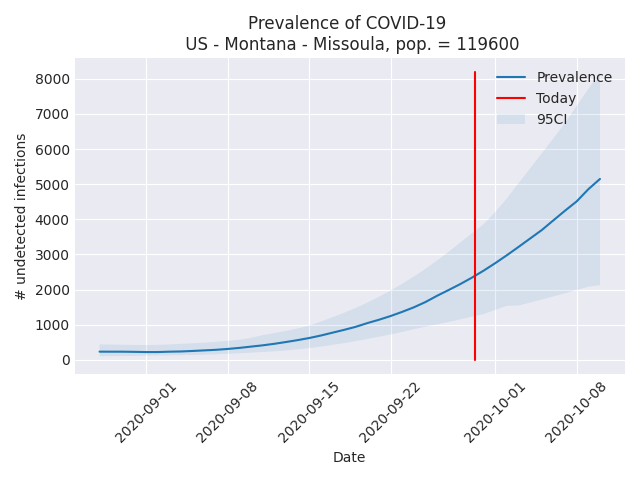 Prevalence of COVID-19
US - Montana - Missoula, pop. = 119600
Prevalence
Today
95CI
# undetected infections
8000
7000
6000
5000
4000
3000
2000
1000
0
2020-09-01
2020-09-08
2020-09-15
2020-09-22
2020-10-01
2020-10-08
Date